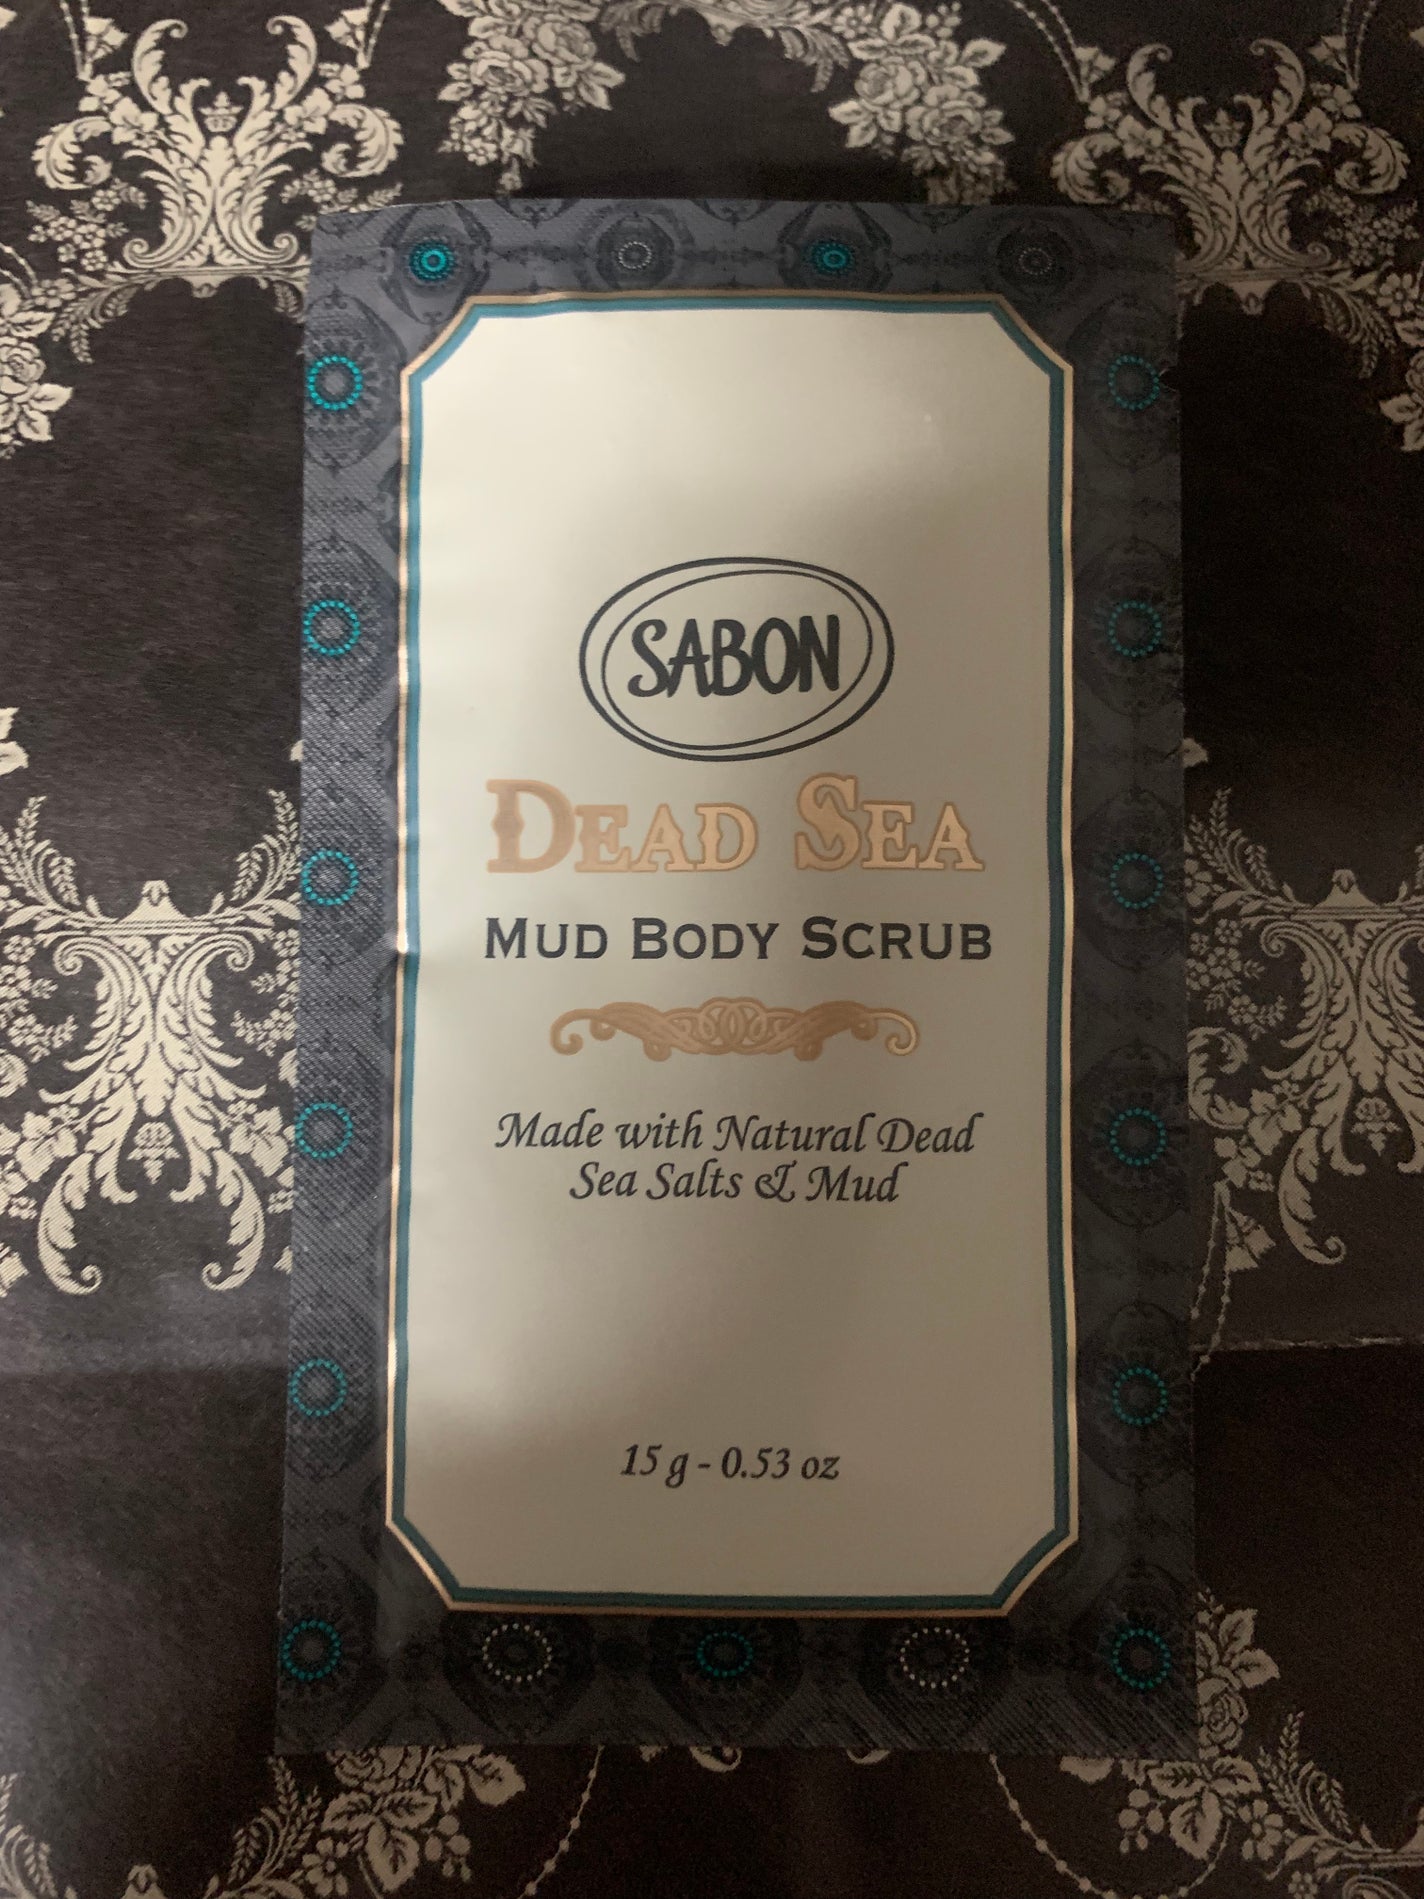 SABON
DEAD SEA
MUD BODY SCRUB
Made with Natural Dead
Sea Salts & Mud
15 g - 0.53 oz